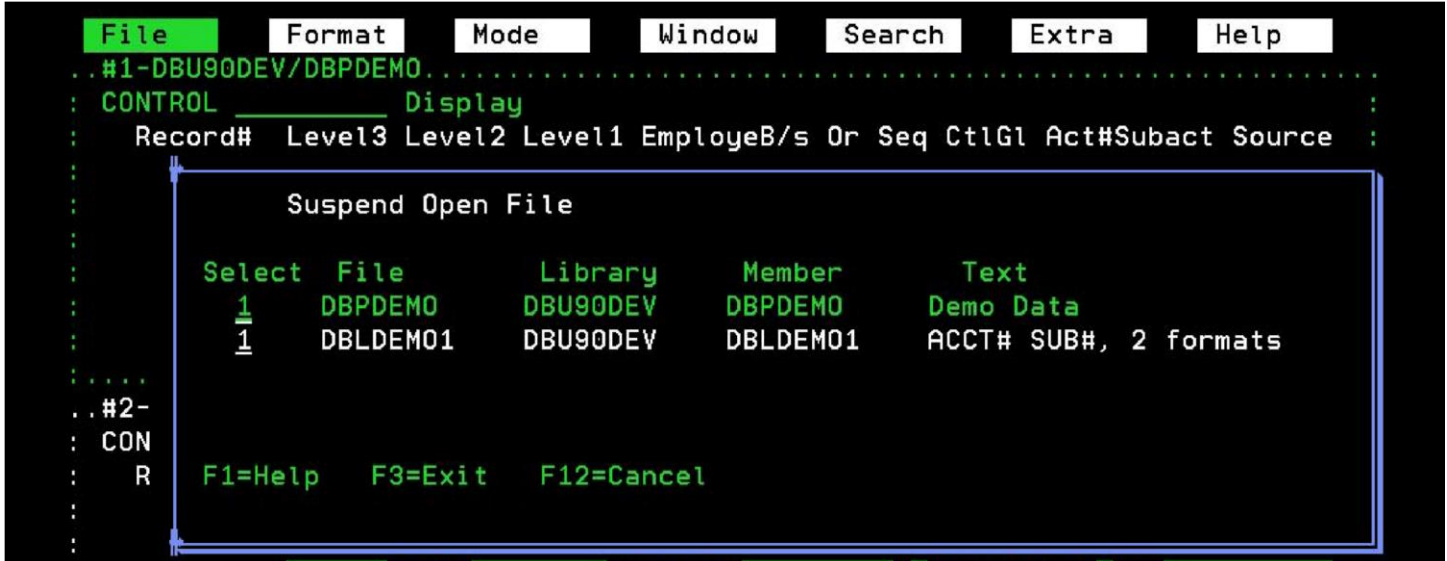 File Format Mode Window Search Extra Help
..#1-DBU90DEV/DBPDEMO.........................................................
: CONTROL _________ Display :
: Record# Level3 Level2 Level1 EmployeB/s Or Seq CtlGl Act#Subact Source :
Suspend Open File
Select File Library Member Text
1 DBPDEMO DBU90DEV DBPDEMO Demo Data
1 DBLDEMO1 DBU90DEV DBLDEMO1 ACCT# SUB#, 2 formats
:....
..#2-
: CON
: R F1=Help F3=Exit F12=Cancel